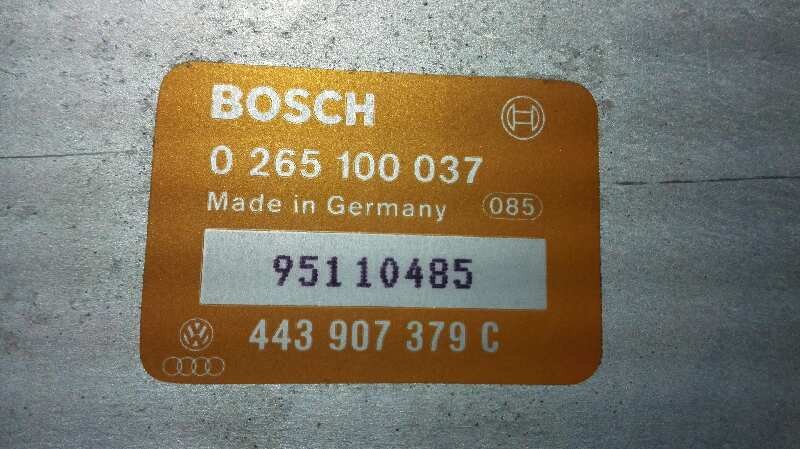 BOSCH
0 265 100 037
Made in Germany 085
95110485
443 907 379 C